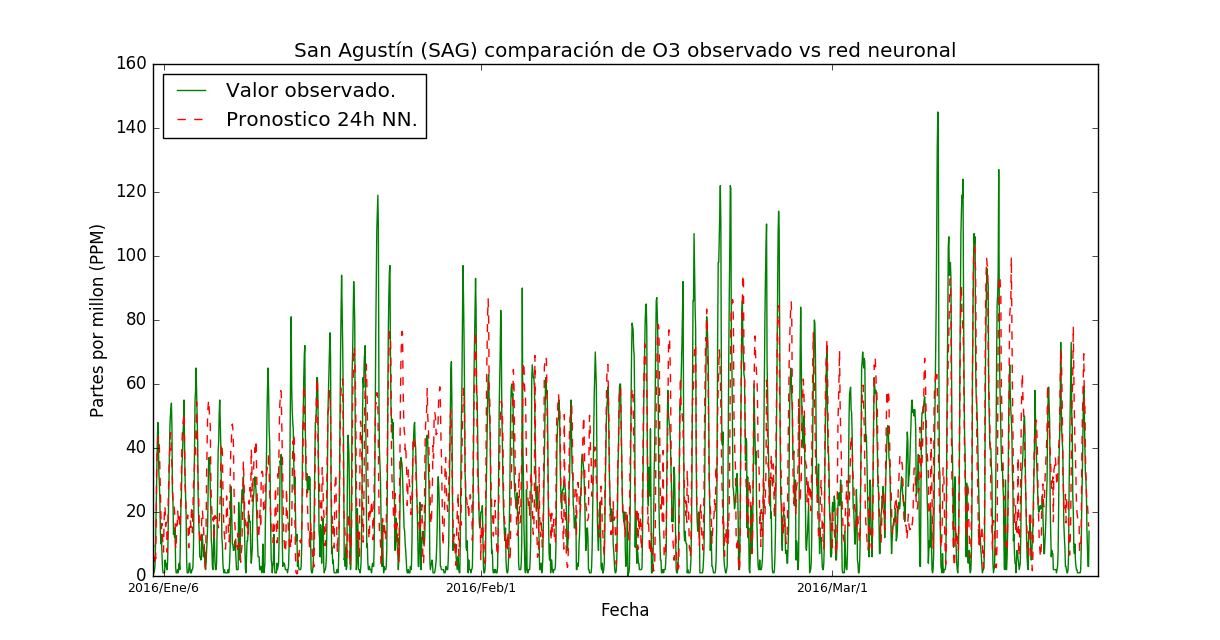 San Agustín (SAG) comparación de O3 observado vs red neuronal
Valor observado.
Pronostico 24h NN.
Partes por millon (PPM)
160
140
120
100
80
60
40
20
0
2016/Ene/6
2016/Feb/1
2016/Mar/1
Fecha